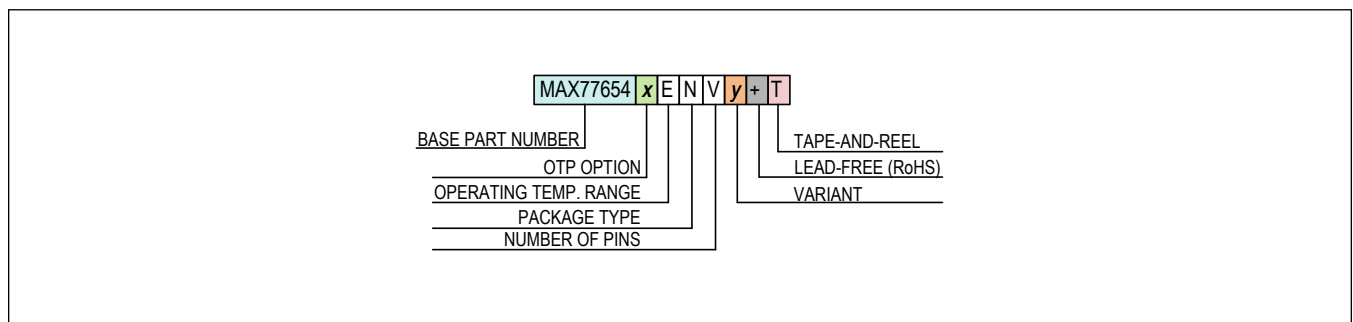 MAX77654 x E N V y + T
BASE PART NUMBER
TAPE-AND-REEL
OTP OPTION
LEAD-FREE (RoHS)
OPERATING TEMP. RANGE
VARIANT
PACKAGE TYPE
NUMBER OF PINS